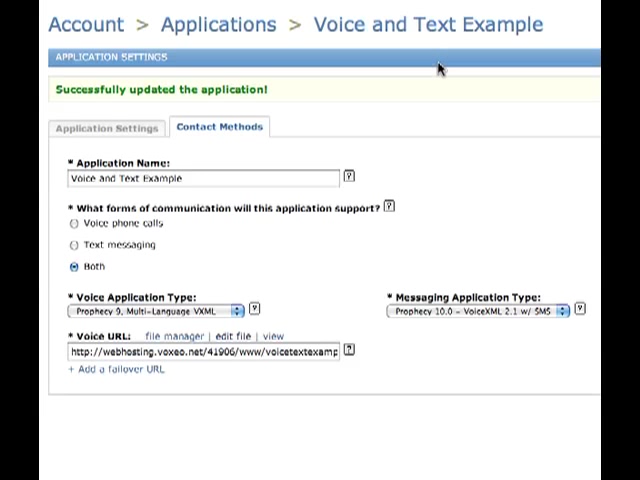 Account > Applications > Voice and Text Example
APPLICATION SETTINGS
Successfully updated the application!
Application Settings Contact Methods
* Application Name:
Voice and Text Example ?
* What forms of communication will this application support? ?
Voice phone calls
Text messaging
Both
* Voice Application Type: * Messaging Application Type:
Prophecy 9, Multi-Language VXML ? Prophecy 10.0 - VoiceXML 2.1 w/ SMS ?
* Voice URL: file manager | edit file | view
http://webhosting.voxeo.net/41906/www/voicetextexamp ?
+ Add a failover URL